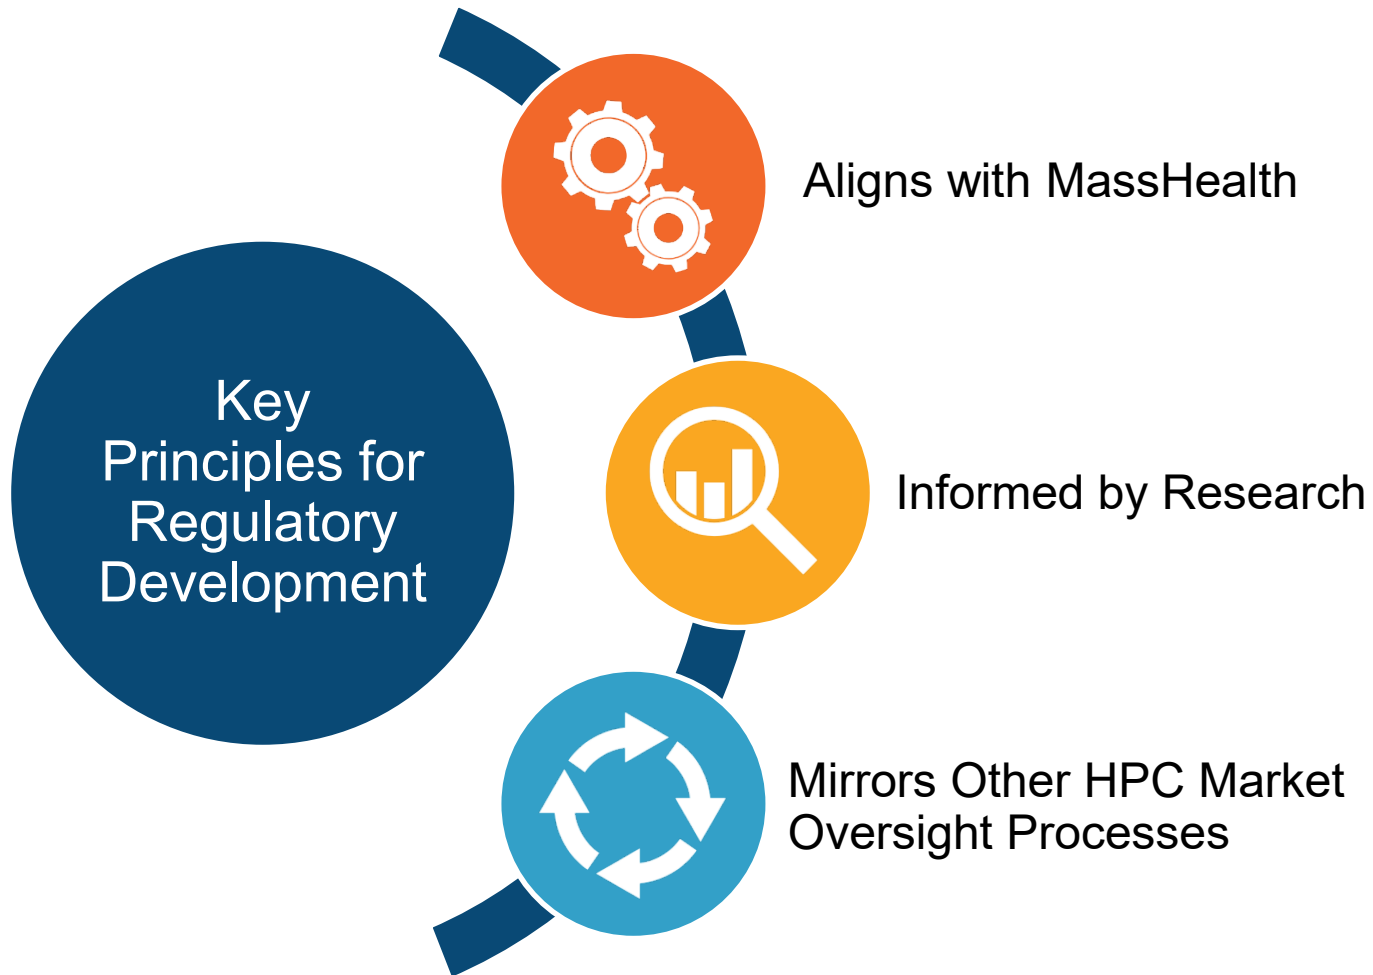 Key
Principles for
Regulatory
Development
Aligns with MassHealth
Informed by Research
Mirrors Other HPC Market
Oversight Processes